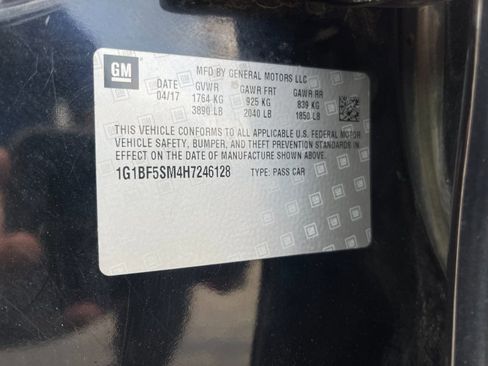 GM
MFD BY GENERAL MOTORS LLC
DATE GVWR GAWR FRT GAWR RR
04/17 1764 KG 925 KG 839 KG
3890 LB 2040 LB 1850 LB
THIS VEHICLE CONFORMS TO ALL APPLICABLE U.S. FEDERAL MOTOR
VEHICLE SAFETY, BUMPER, AND THEFT PREVENTION STANDARDS IN
EFFECT ON THE DATE OF MANUFACTURE SHOWN ABOVE.
1G1BF5SM4H7246128 TYPE: PASS CAR